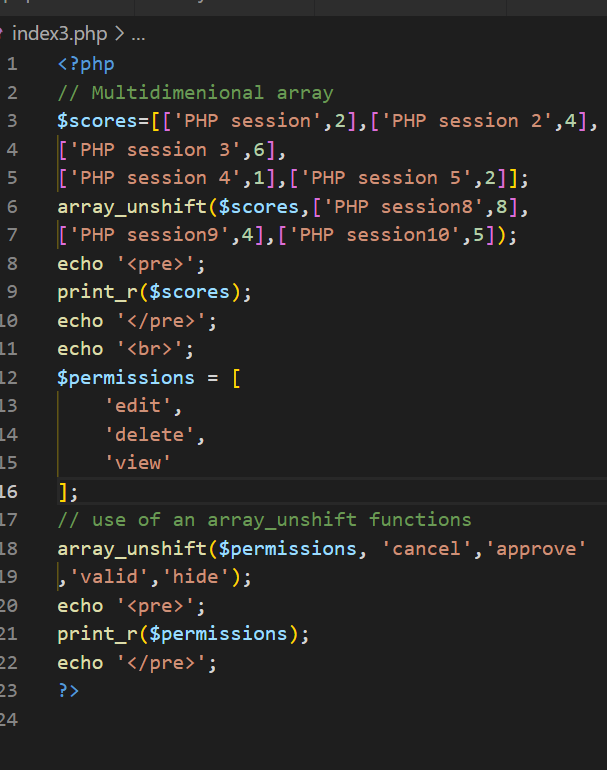 index3.php > ...
1 <?php
2 // Multidimenional array
3 $scores=[['PHP session',2],['PHP session 2',4],
4 ['PHP session 3',6],
5 ['PHP session 4',1],['PHP session 5',2]];
6 array_unshift($scores,['PHP session8',8],
7 ['PHP session9',4],['PHP session10',5]);
8 echo '<pre>';
9 print_r($scores);
10 echo '</pre>';
11 echo '<br>';
12 $permissions = [
13     'edit',
14     'delete',
15     'view'
16 ];
17 // use of an array_unshift functions
18 array_unshift($permissions, 'cancel','approve'
19 ,'valid','hide');
20 echo '<pre>';
21 print_r($permissions);
22 echo '</pre>';
23 ?>
24